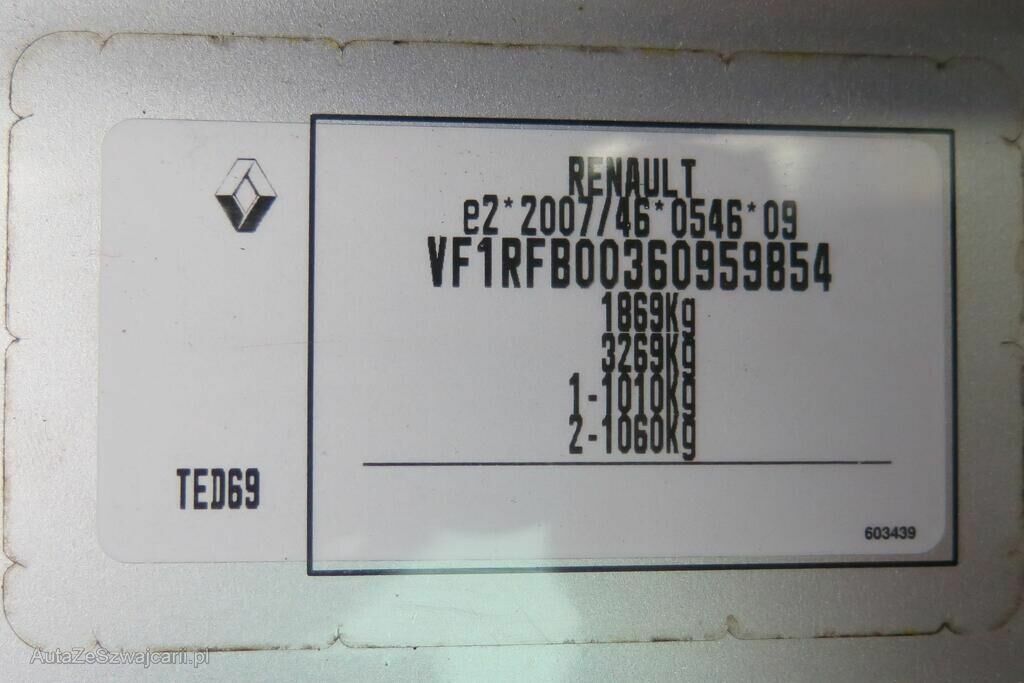 RENAULT
e2*2007/46*0546*09
VF1RFB00360959854
1869Kg
3269Kg
1-1010Kg
2-1060Kg
TED69
603439
AutaZeSzwajcarii.pl